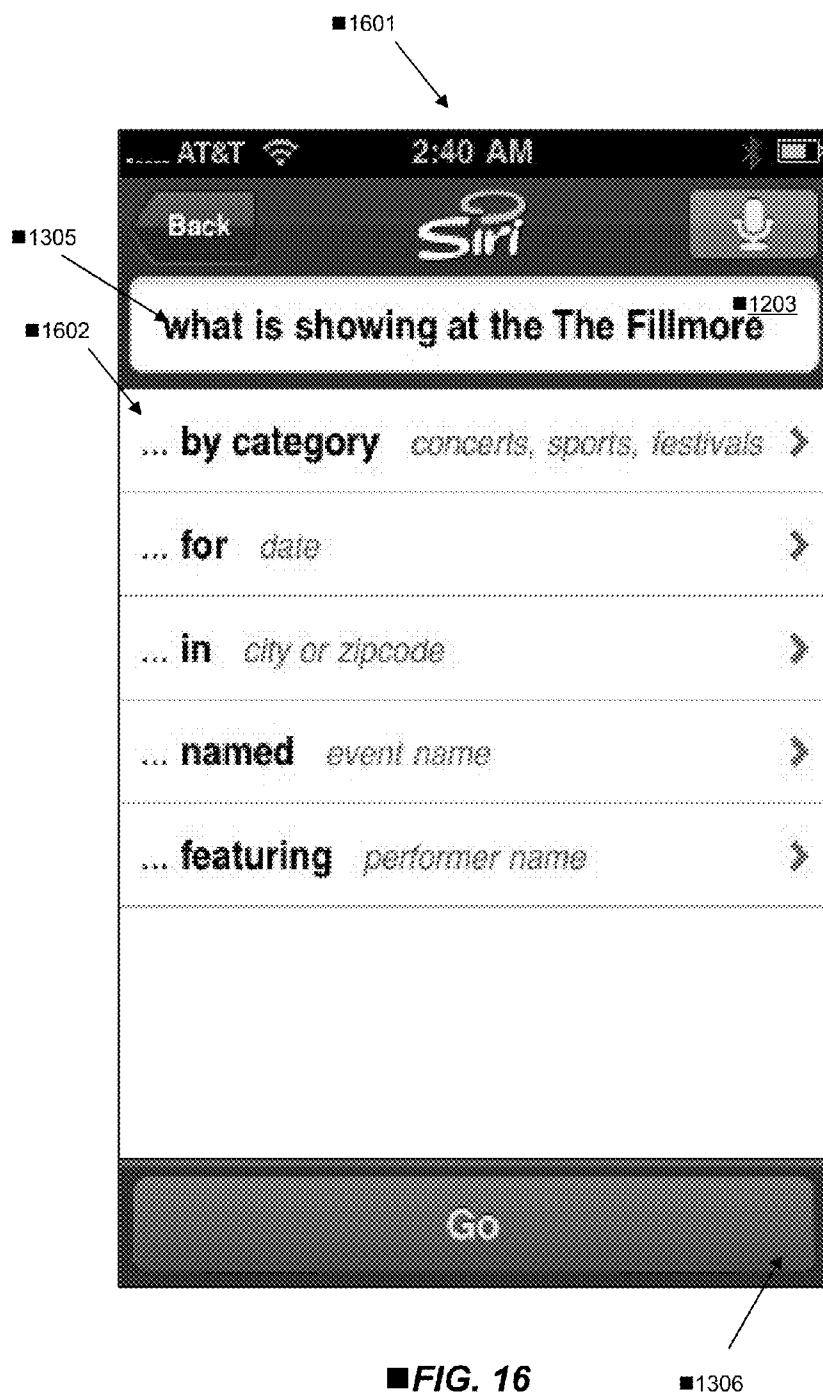 ■1601
..... AT&T 2:40 AM
Back Siri
■1305
■1203
what is showing at the The Fillmore
■1602
... by category concerts, sports, festivals >
... for date >
... in city or zipcode >
... named event name >
... featuring performer name >
Go
■FIG. 16
■1306